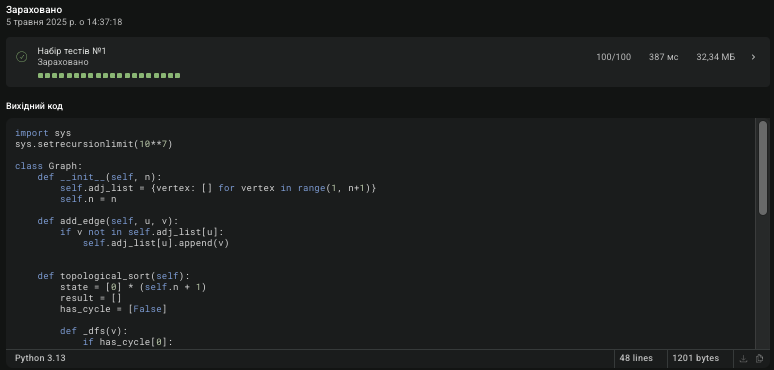 Зараховано
5 травня 2025 р. о 14:37:18
Набір тестів №1
Зараховано
100/100 387 мс 32,34 МБ
Вихідний код
import sys
sys.setrecursionlimit(10**7)
class Graph:
    def __init__(self, n):
        self.adj_list = {vertex: [] for vertex in range(1, n+1)}
        self.n = n
    def add_edge(self, u, v):
        if v not in self.adj_list[u]:
            self.adj_list[u].append(v)
    def topological_sort(self):
        state = [0] * (self.n + 1)
        result = []
        has_cycle = [False]
        def _dfs(v):
            if has_cycle[0]:
Python 3.13 48 lines 1201 bytes